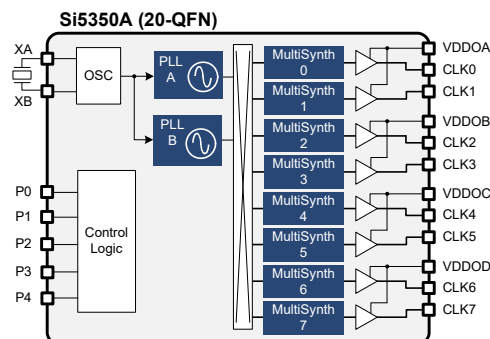 Si5350A (20-QFN)
XA
XB
OSC
PLL
A
PLL
B
P0
P1
P2
P3
P4
Control
Logic
MultiSynth
0
MultiSynth
1
MultiSynth
2
MultiSynth
3
MultiSynth
4
MultiSynth
5
MultiSynth
6
MultiSynth
7
VDDOA
CLK0
CLK1
VDDOB
CLK2
CLK3
VDDOC
CLK4
CLK5
VDDOD
CLK6
CLK7